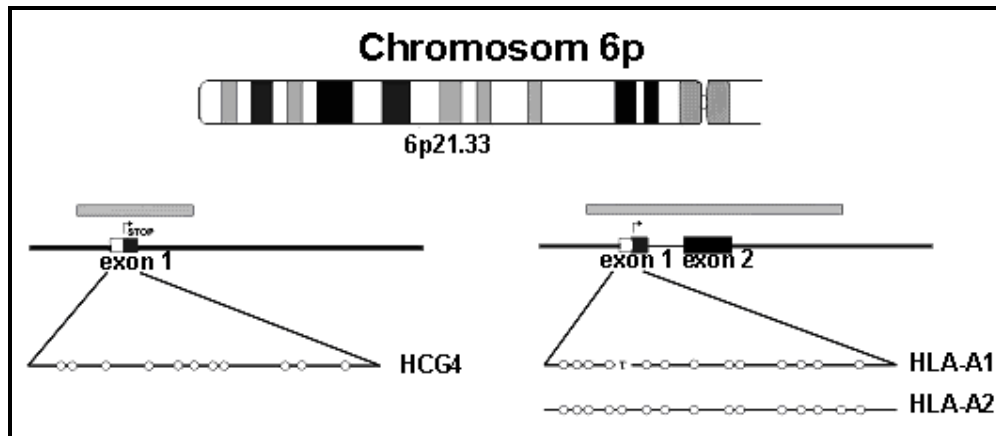 Chromosom 6p
6p21.33
STOP
exon 1
HCG4
exon 1 exon 2
T
HLA-A1
HLA-A2